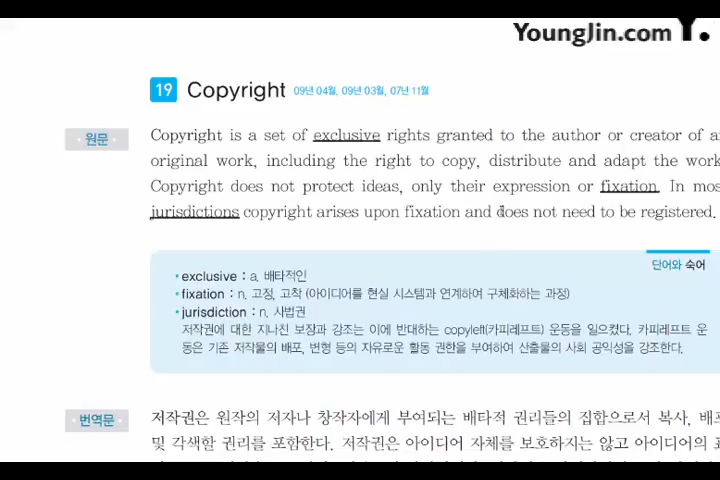 YoungJin.com Y.
19 Copyright 09년 04월, 09년 03월, 07년 11월
원문
Copyright is a set of exclusive rights granted to the author or creator of
original work, including the right to copy, distribute and adapt the work
Copyright does not protect ideas, only their expression or fixation. In
jurisdictions copyright arises upon fixation and does not need to be registered.
단어와 숙어
• exclusive : a. 배타적인
• fixation : n. 고정, 고착 (아이디어를 현실 시스템과 연계하여 구체화하는 과정)
• jurisdiction : n. 사법권
저작권에 대한 지나친 보장과 강조는 이에 반대하는 copyleft(카피레프트) 운동을 일으켰다. 카피레프트 운
동은 기존 저작물의 배포, 변형 등의 자유로운 활동 권한을 부여하여 산출물의 사회 공익성을 강조한다.
번역문
저작권은 원작의 저자나 창작자에게 부여되는 배타적 권리들의 집합으로서 복사, 배포
및 각색할 권리를 포함한다. 저작권은 아이디어 자체를 보호하지는 않고 아이디어의